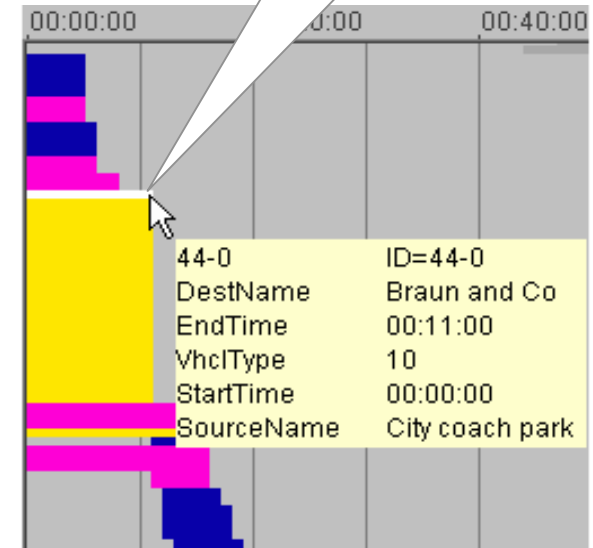 00:00:00 :00 00:40:00
44-0 ID=44-0
DestName Braun and Co
EndTime 00:11:00
VhclType 10
StartTime 00:00:00
SourceName City coach park